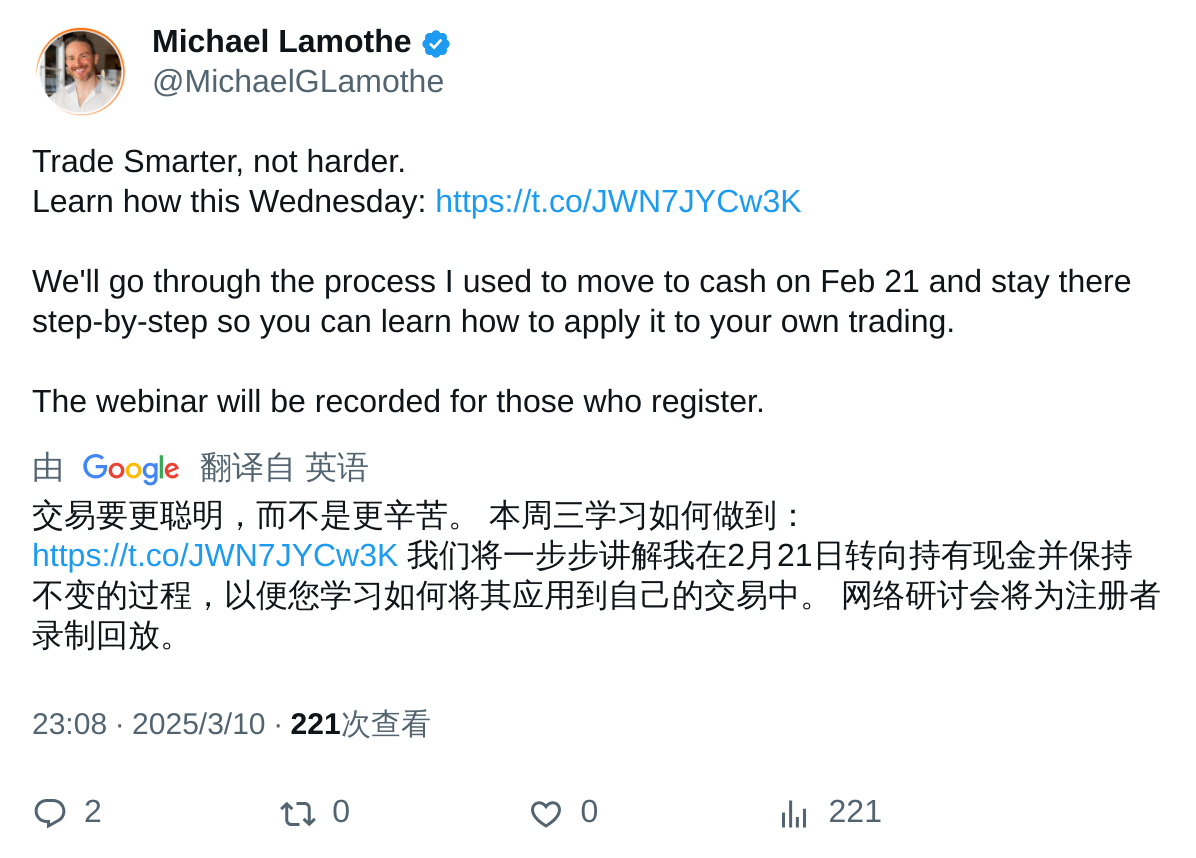 Michael Lamothe
@MichaelGLamothe
Trade Smarter, not harder.
Learn how this Wednesday: https://t.co/JWN7JYCw3K
We'll go through the process I used to move to cash on Feb 21 and stay there
step-by-step so you can learn how to apply it to your own trading.
The webinar will be recorded for those who register.
由 Google 翻译自 英语
交易要更聪明，而不是更辛苦。 本周三学习如何做到：
https://t.co/JWN7JYCw3K 我们将一步步讲解我在2月21日转向持有现金并保持
不变的过程，以便您学习如何将其应用到自己的交易中。 网络研讨会将为注册者
录制回放。
23:08 · 2025/3/10 · 221次查看
2 0 0 221